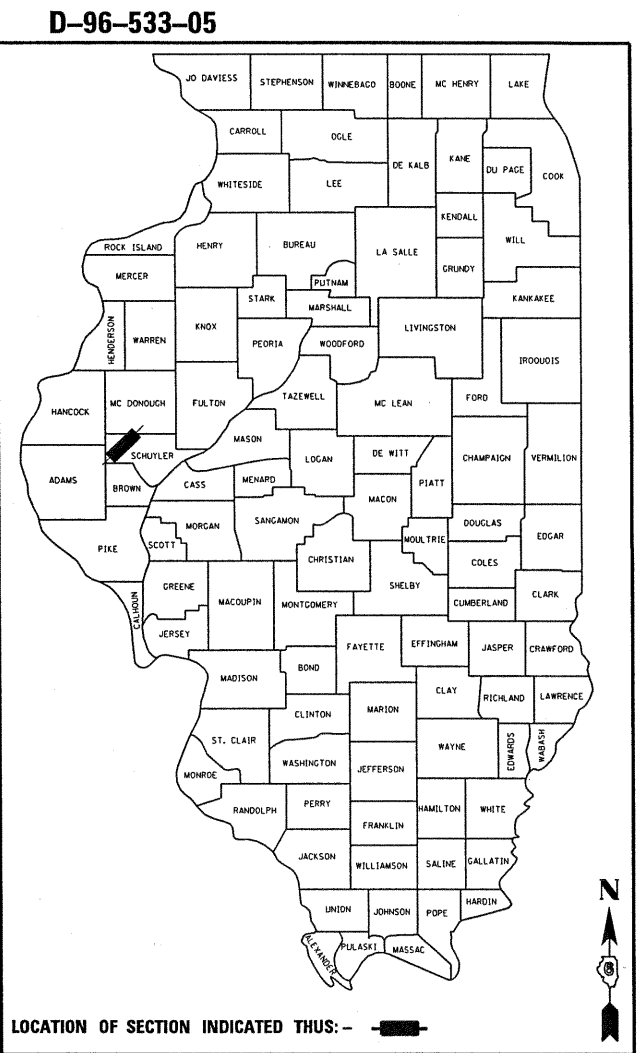 D–96–533–05
JO DAVIESS
STEPHENSON
WINNEBAGO
BOONE
MC HENRY
LAKE
CARROLL
OGLE
DE KALB
KANE
DU PAGE
COOK
WHITESIDE
LEE
KENDALL
WILL
ROCK ISLAND
HENRY
BUREAU
LA SALLE
GRUNDY
MERCER
PUTNAM
STARK
MARSHALL
KANKAKEE
HENDERSON
WARREN
KNOX
PEORIA
WOODFORD
LIVINGSTON
IROQUOIS
HANCOCK
MC DONOUGH
FULTON
TAZEWELL
MC LEAN
FORD
MASON
SCHUYLER
LOGAN
DE WITT
CHAMPAIGN
VERMILION
ADAMS
BROWN
CASS
MENARD
PIATT
MACON
PIKE
SCOTT
MORGAN
SANGAMON
CHRISTIAN
MOULTRIE
DOUGLAS
EDGAR
COLES
SHELBY
CALHOUN
GREENE
MACOUPIN
MONTGOMERY
CUMBERLAND
CLARK
JERSEY
FAYETTE
EFFINGHAM
JASPER
CRAWFORD
MADISON
BOND
CLAY
RICHLAND
LAWRENCE
CLINTON
MARION
ST. CLAIR
WAYNE
EDWARDS
WABASH
WASHINGTON
JEFFERSON
MONROE
RANDOLPH
PERRY
HAMILTON
WHITE
FRANKLIN
JACKSON
WILLIAMSON
SALINE
GALLATIN
UNION
JOHNSON
POPE
HARDIN
ALEXANDER
PULASKI
MASSAC
N
LOCATION OF SECTION INDICATED THUS: –